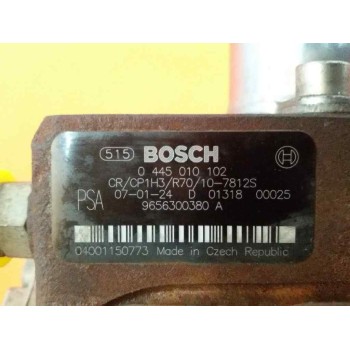 515 BOSCH
0 445 010 102
CR/CP1H3/R70/10-7812S
PSA 07-01-24 D 01318 00025
9656300380 A
04001150773 Made in Czech Republic